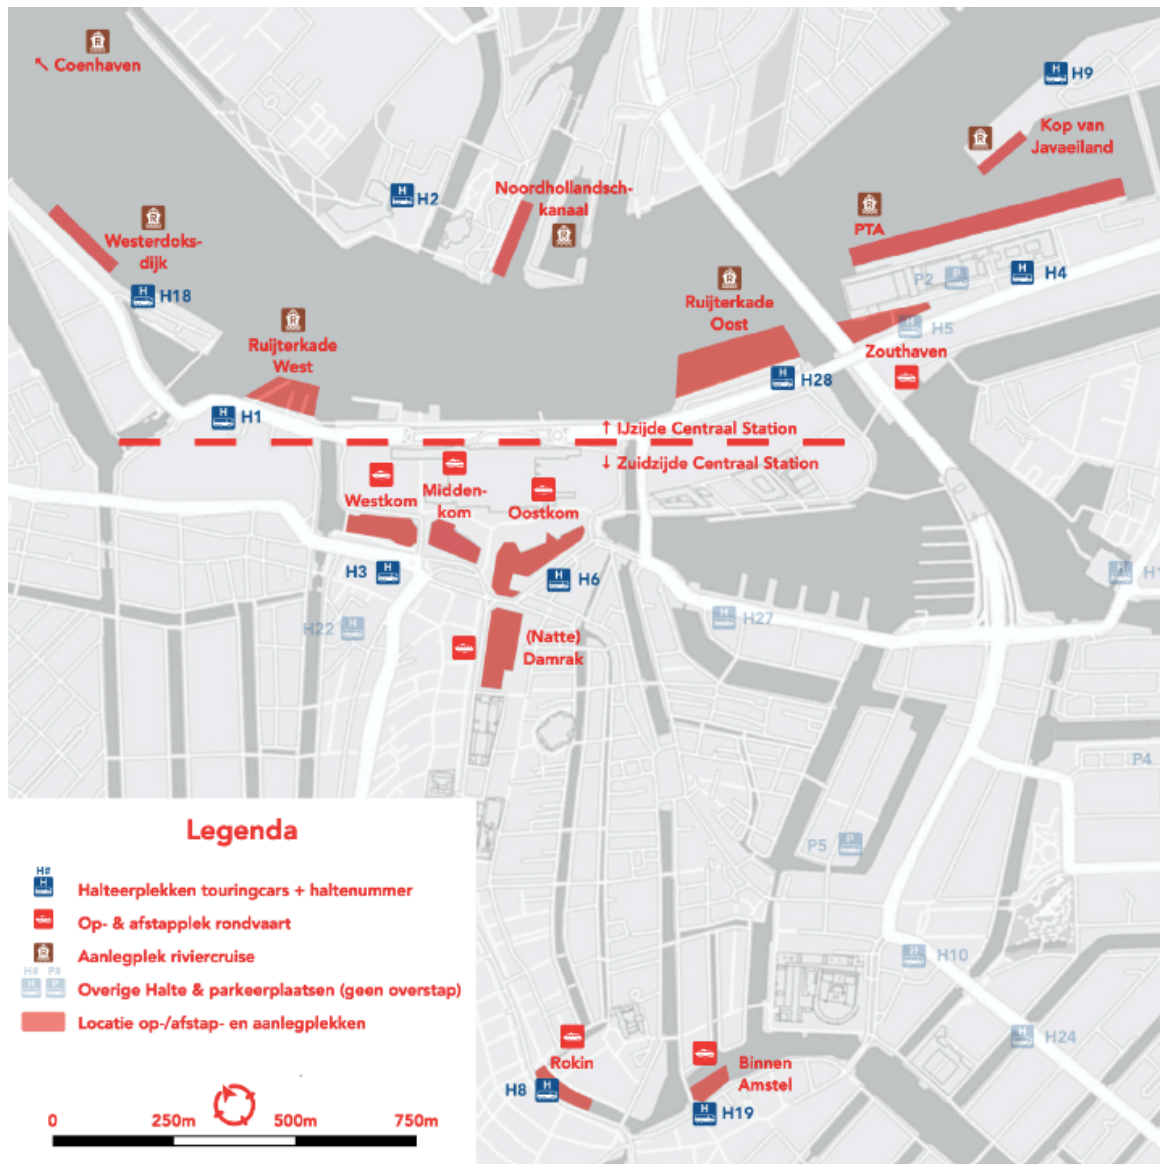 ↖ Coenhaven
H9
Kop van
Javaeiland
H2
Noordhollandsch-
kanaal
Westerdoks-
dijk
PTA
H18
P2
H4
Ruijterkade
Oost
H5
Ruijterkade
West
Zouthaven
H28
H1
↑ IJzijde Centraal Station
↓ Zuidzijde Centraal Station
Westkom
Midden-
kom
Oostkom
H3
H6
H1
H22
H27
(Natte)
Damrak
P4
P5
H10
H24
Rokin
Binnen
Amstel
H8
H19
Legenda
H#
Halteerplekken touringcars + haltenummer
Op- & afstapplek rondvaart
Aanlegplek riviercruise
H# P#
Overige Halte & parkeerplaatsen (geen overstap)
Locatie op-/afstap- en aanlegplekken
0 250m 500m 750m